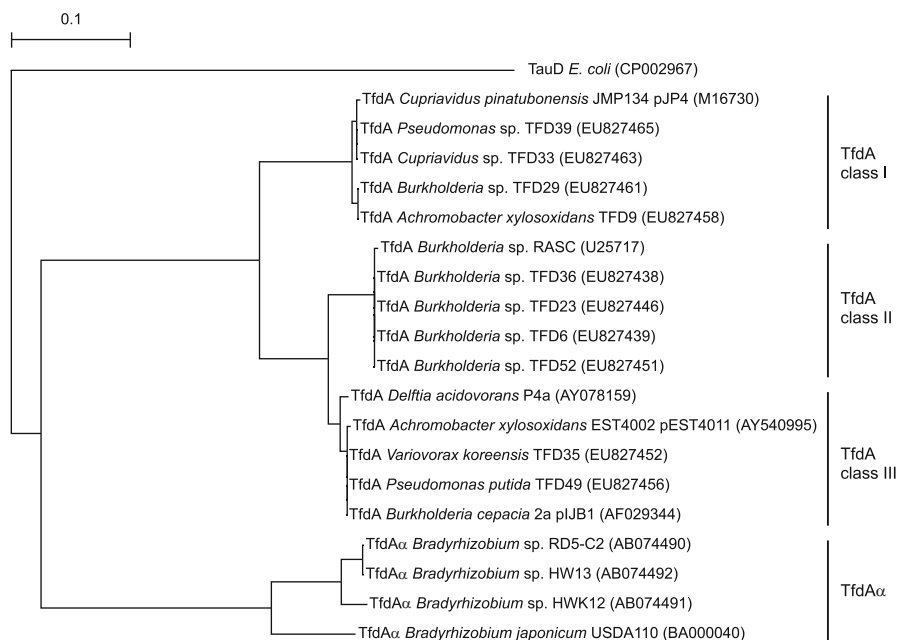 0.1
TauD E. coli (CP002967)
TfdA Cupriavidus pinatubonensis JMP134 pJP4 (M16730)
TfdA Pseudomonas sp. TFD39 (EU827465)
TfdA Cupriavidus sp. TFD33 (EU827463)
TfdA Burkholderia sp. TFD29 (EU827461)
TfdA Achromobacter xylosoxidans TFD9 (EU827458)
TfdA
class I
TfdA Burkholderia sp. RASC (U25717)
TfdA Burkholderia sp. TFD36 (EU827438)
TfdA Burkholderia sp. TFD23 (EU827446)
TfdA Burkholderia sp. TFD6 (EU827439)
TfdA Burkholderia sp. TFD52 (EU827451)
TfdA
class II
TfdA Delftia acidovorans P4a (AY078159)
TfdA Achromobacter xylosoxidans EST4002 pEST4011 (AY540995)
TfdA Variovorax koreensis TFD35 (EU827452)
TfdA Pseudomonas putida TFD49 (EU827456)
TfdA Burkholderia cepacia 2a pIJB1 (AF029344)
TfdA
class III
TfdAα Bradyrhizobium sp. RD5-C2 (AB074490)
TfdAα Bradyrhizobium sp. HW13 (AB074492)
TfdAα Bradyrhizobium sp. HWK12 (AB074491)
TfdAα Bradyrhizobium japonicum USDA110 (BA000040)
TfdAα